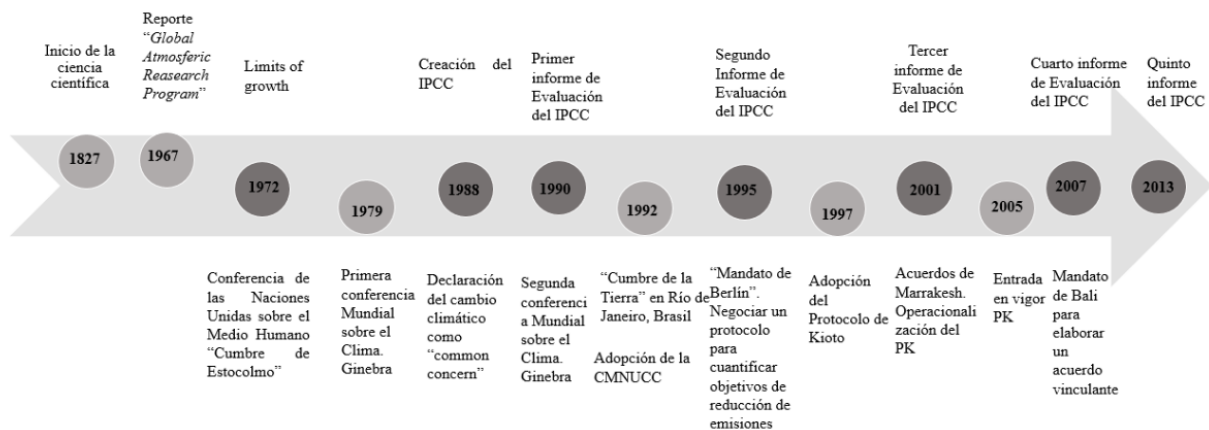 Inicio de la
ciencia
científica
Reporte
“Global
Atmosferic
Reasearch
Program”
Limits of
growth
Creación del
IPCC
Primer
informe de
Evaluación
del IPCC
Segundo
Informe de
Evaluación
del IPCC
Tercer
informe de
Evaluación
del IPCC
Cuarto informe
de Evaluación
del IPCC
Quinto
informe
del IPCC
1827
1967
1972
1979
1988
1990
1992
1995
1997
2001
2005
2007
2013
Conferencia de
las Naciones
Unidas sobre el
Medio Humano
“Cumbre de
Estocolmo”
Primera
conferencia
Mundial
sobre el
Clima.
Ginebra
Declaración
del cambio
climático
como
“common
concern”
Segunda
conferenci
a Mundial
sobre el
Clima.
Ginebra
“Cumbre de la
Tierra” en Río de
Janeiro, Brasil
Adopción de la
CMNUCC
“Mandato de
Berlín”.
Negociar un
protocolo
para
cuantificar
objetivos de
reducción de
emisiones
Adopción
del
Protocolo de
Kioto
Acuerdos de
Marrakesh.
Operacionali
zación del
PK
Entrada
en vigor
PK
Mandato
de Bali
para
elaborar
un
acuerdo
vinculante